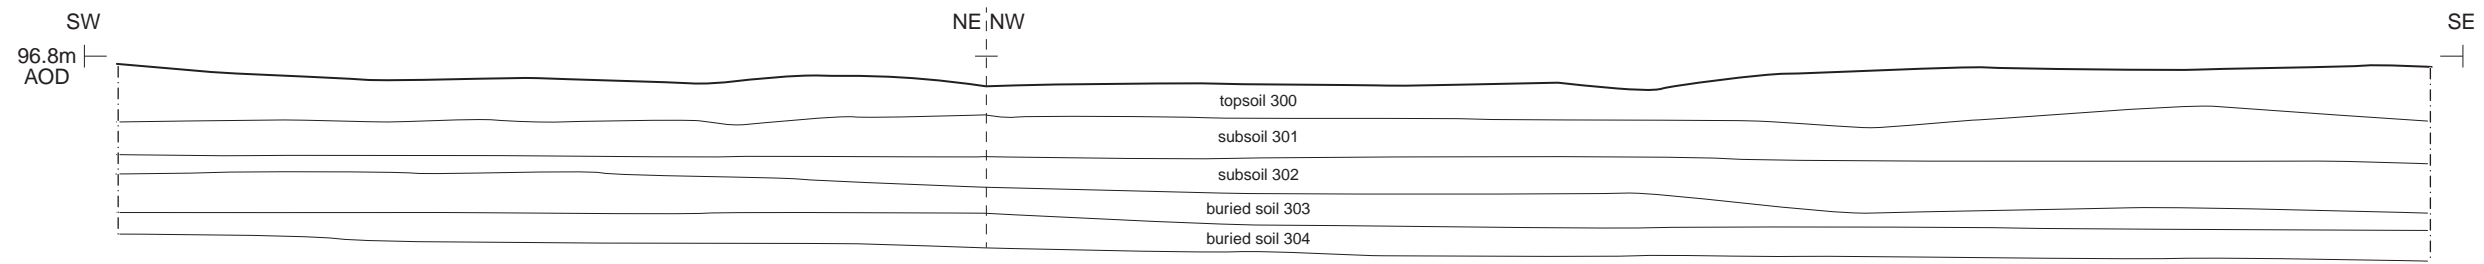 SW
NE NW
SE
96.8m
AOD
topsoil 300
subsoil 301
subsoil 302
buried soil 303
buried soil 304